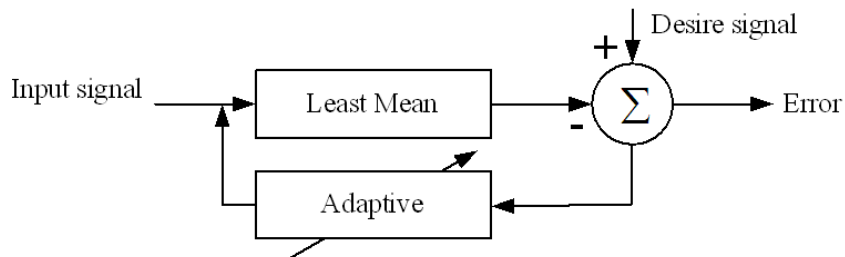 Desire signal
+
Input signal
Least Mean
-
Σ
Error
Adaptive